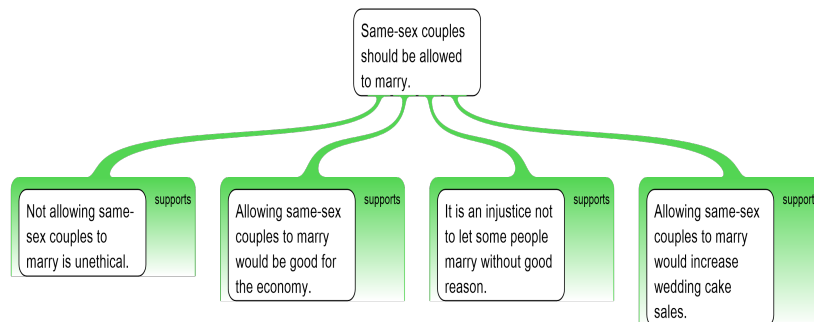 Same-sex couples
should be allowed
to marry.
supports
Not allowing same-
sex couples to
marry is unethical.
supports
Allowing same-sex
couples to marry
would be good for
the economy.
supports
It is an injustice not
to let some people
marry without good
reason.
support
Allowing same-sex
couples to marry
would increase
wedding cake
sales.